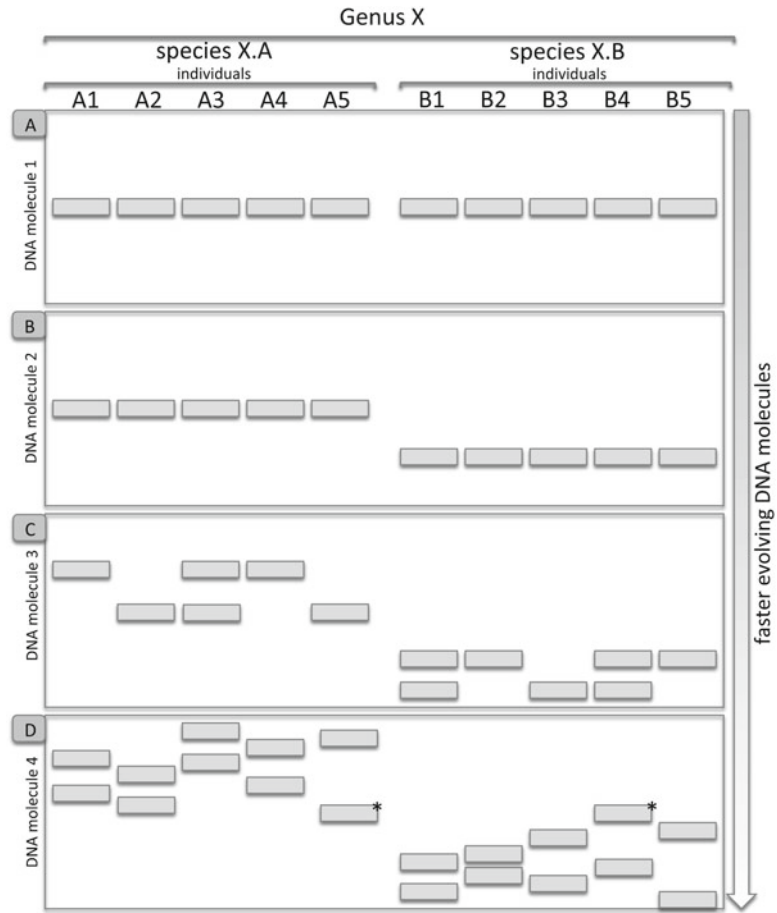 Genus X
species X.A
species X.B
individuals
individuals
A1 A2 A3 A4 A5 B1 B2 B3 B4 B5
A
DNA molecule 1
B
DNA molecule 2
C
DNA molecule 3
D
DNA molecule 4
*
*
faster evolving DNA molecules